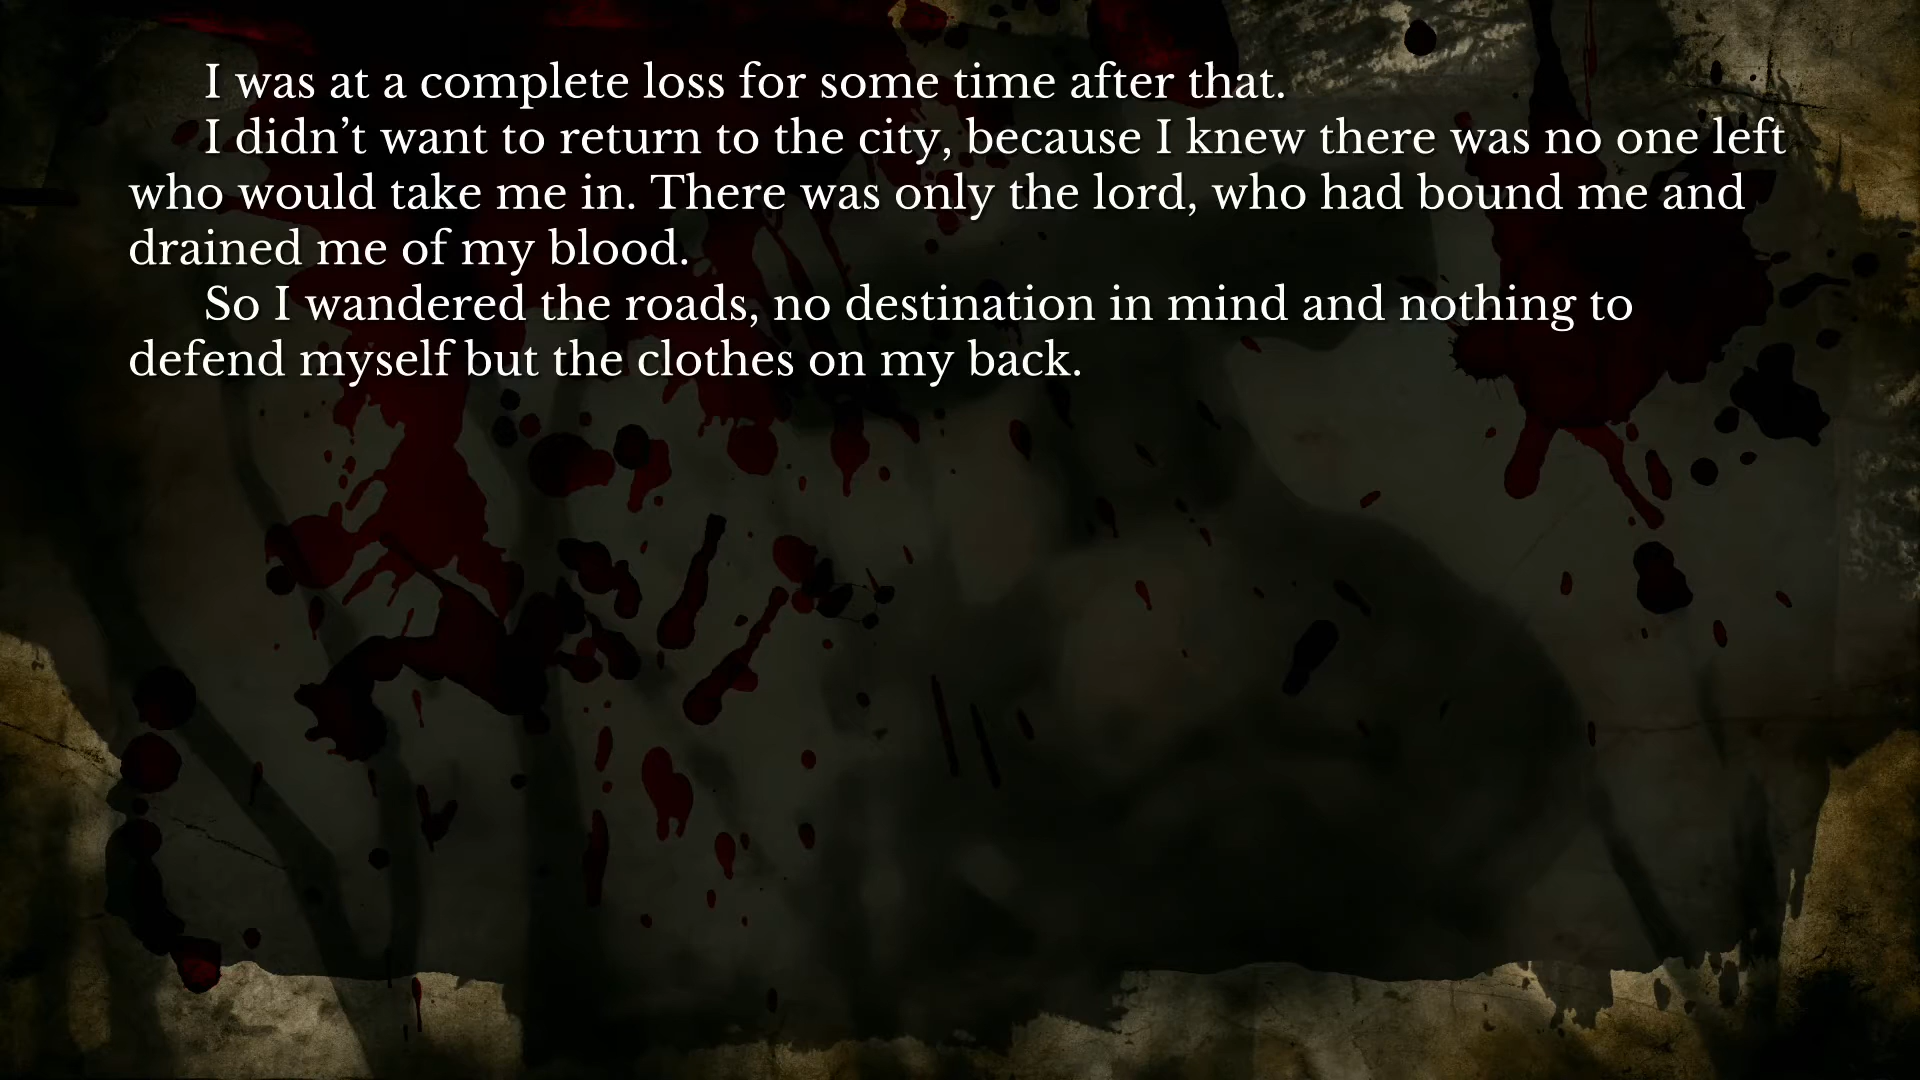 I was at a complete loss for some time after that.
I didn’t want to return to the city, because I knew there was no one left
who would take me in. There was only the lord, who had bound me and
drained me of my blood.
So I wandered the roads, no destination in mind and nothing to
defend myself but the clothes on my back.